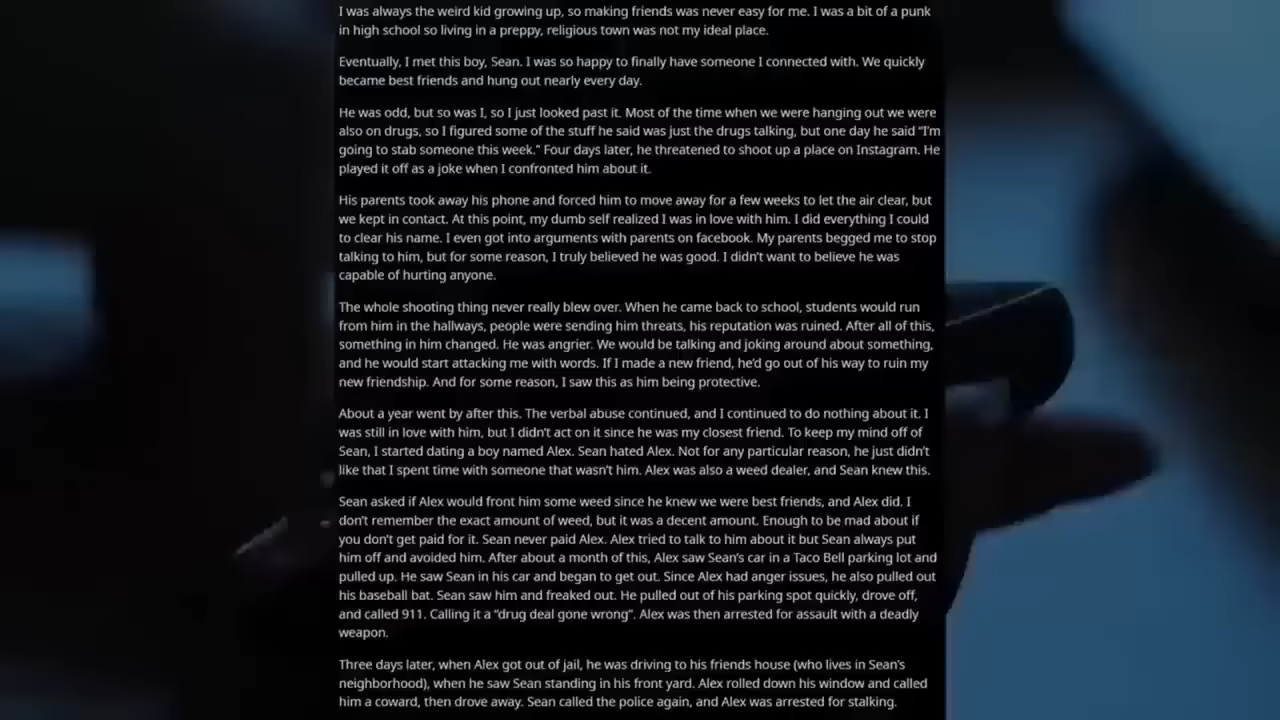 I was always the weird kid growing up, so making friends was never easy for me. I was a bit of a punk
in high school so living in a preppy, religious town was not my ideal place.
Eventually, I met this boy, Sean. I was so happy to finally have someone I connected with. We quickly
became best friends and hung out nearly every day.
He was odd, but so was I, so I just looked past it. Most of the time when we were hanging out we were
also on drugs, so I figured some of the stuff he said was just the drugs talking, but one day he said “I’m
going to stab someone this week.” Four days later, he threatened to shoot up a place on Instagram. He
played it off as a joke when I confronted him about it.
His parents took away his phone and forced him to move away for a few weeks to let the air clear, but
we kept in contact. At this point, my dumb self realized I was in love with him. I did everything I could
to clear his name. I even got into arguments with parents on facebook. My parents begged me to stop
talking to him, but for some reason, I truly believed he was good. I didn’t want to believe he was
capable of hurting anyone.
The whole shooting thing never really blew over. When he came back to school, students would run
from him in the hallways, people were sending him threats, his reputation was ruined. After all of this,
something in him changed. He was angrier. We would be talking and joking around about something,
and he would start attacking me with words. If I made a new friend, he’d go out of his way to ruin my
new friendship. And for some reason, I saw this as him being protective.
About a year went by after this. The verbal abuse continued, and I continued to do nothing about it. I
was still in love with him, but I didn’t act on it since he was my closest friend. To keep my mind off of
Sean, I started dating a boy named Alex. Sean hated Alex. Not for any particular reason, he just didn’t
like that I spent time with someone that wasn’t him. Alex was also a weed dealer, and Sean knew this.
Sean asked if Alex would front him some weed since he knew we were best friends, and Alex did. I
don’t remember the exact amount of weed, but it was a decent amount. Enough to be mad about if
you don’t get paid for it. Sean never paid Alex. Alex tried to talk to him about it but Sean always put
him off and avoided him. After about a month of this, Alex saw Sean’s car in a Taco Bell parking lot and
pulled up. He saw Sean in his car and began to get out. Since Alex had anger issues, he also pulled out
his baseball bat. Sean saw him and freaked out. He pulled out of his parking spot quickly, drove off,
and called 911. Calling it a “drug deal gone wrong”. Alex was then arrested for assault with a deadly
weapon.
Three days later, when Alex got out of jail, he was driving to his friends house (who lives in Sean’s
neighborhood), when he saw Sean standing in his front yard. Alex rolled down his window and called
him a coward, then drove away. Sean called the police again, and Alex was arrested for stalking.